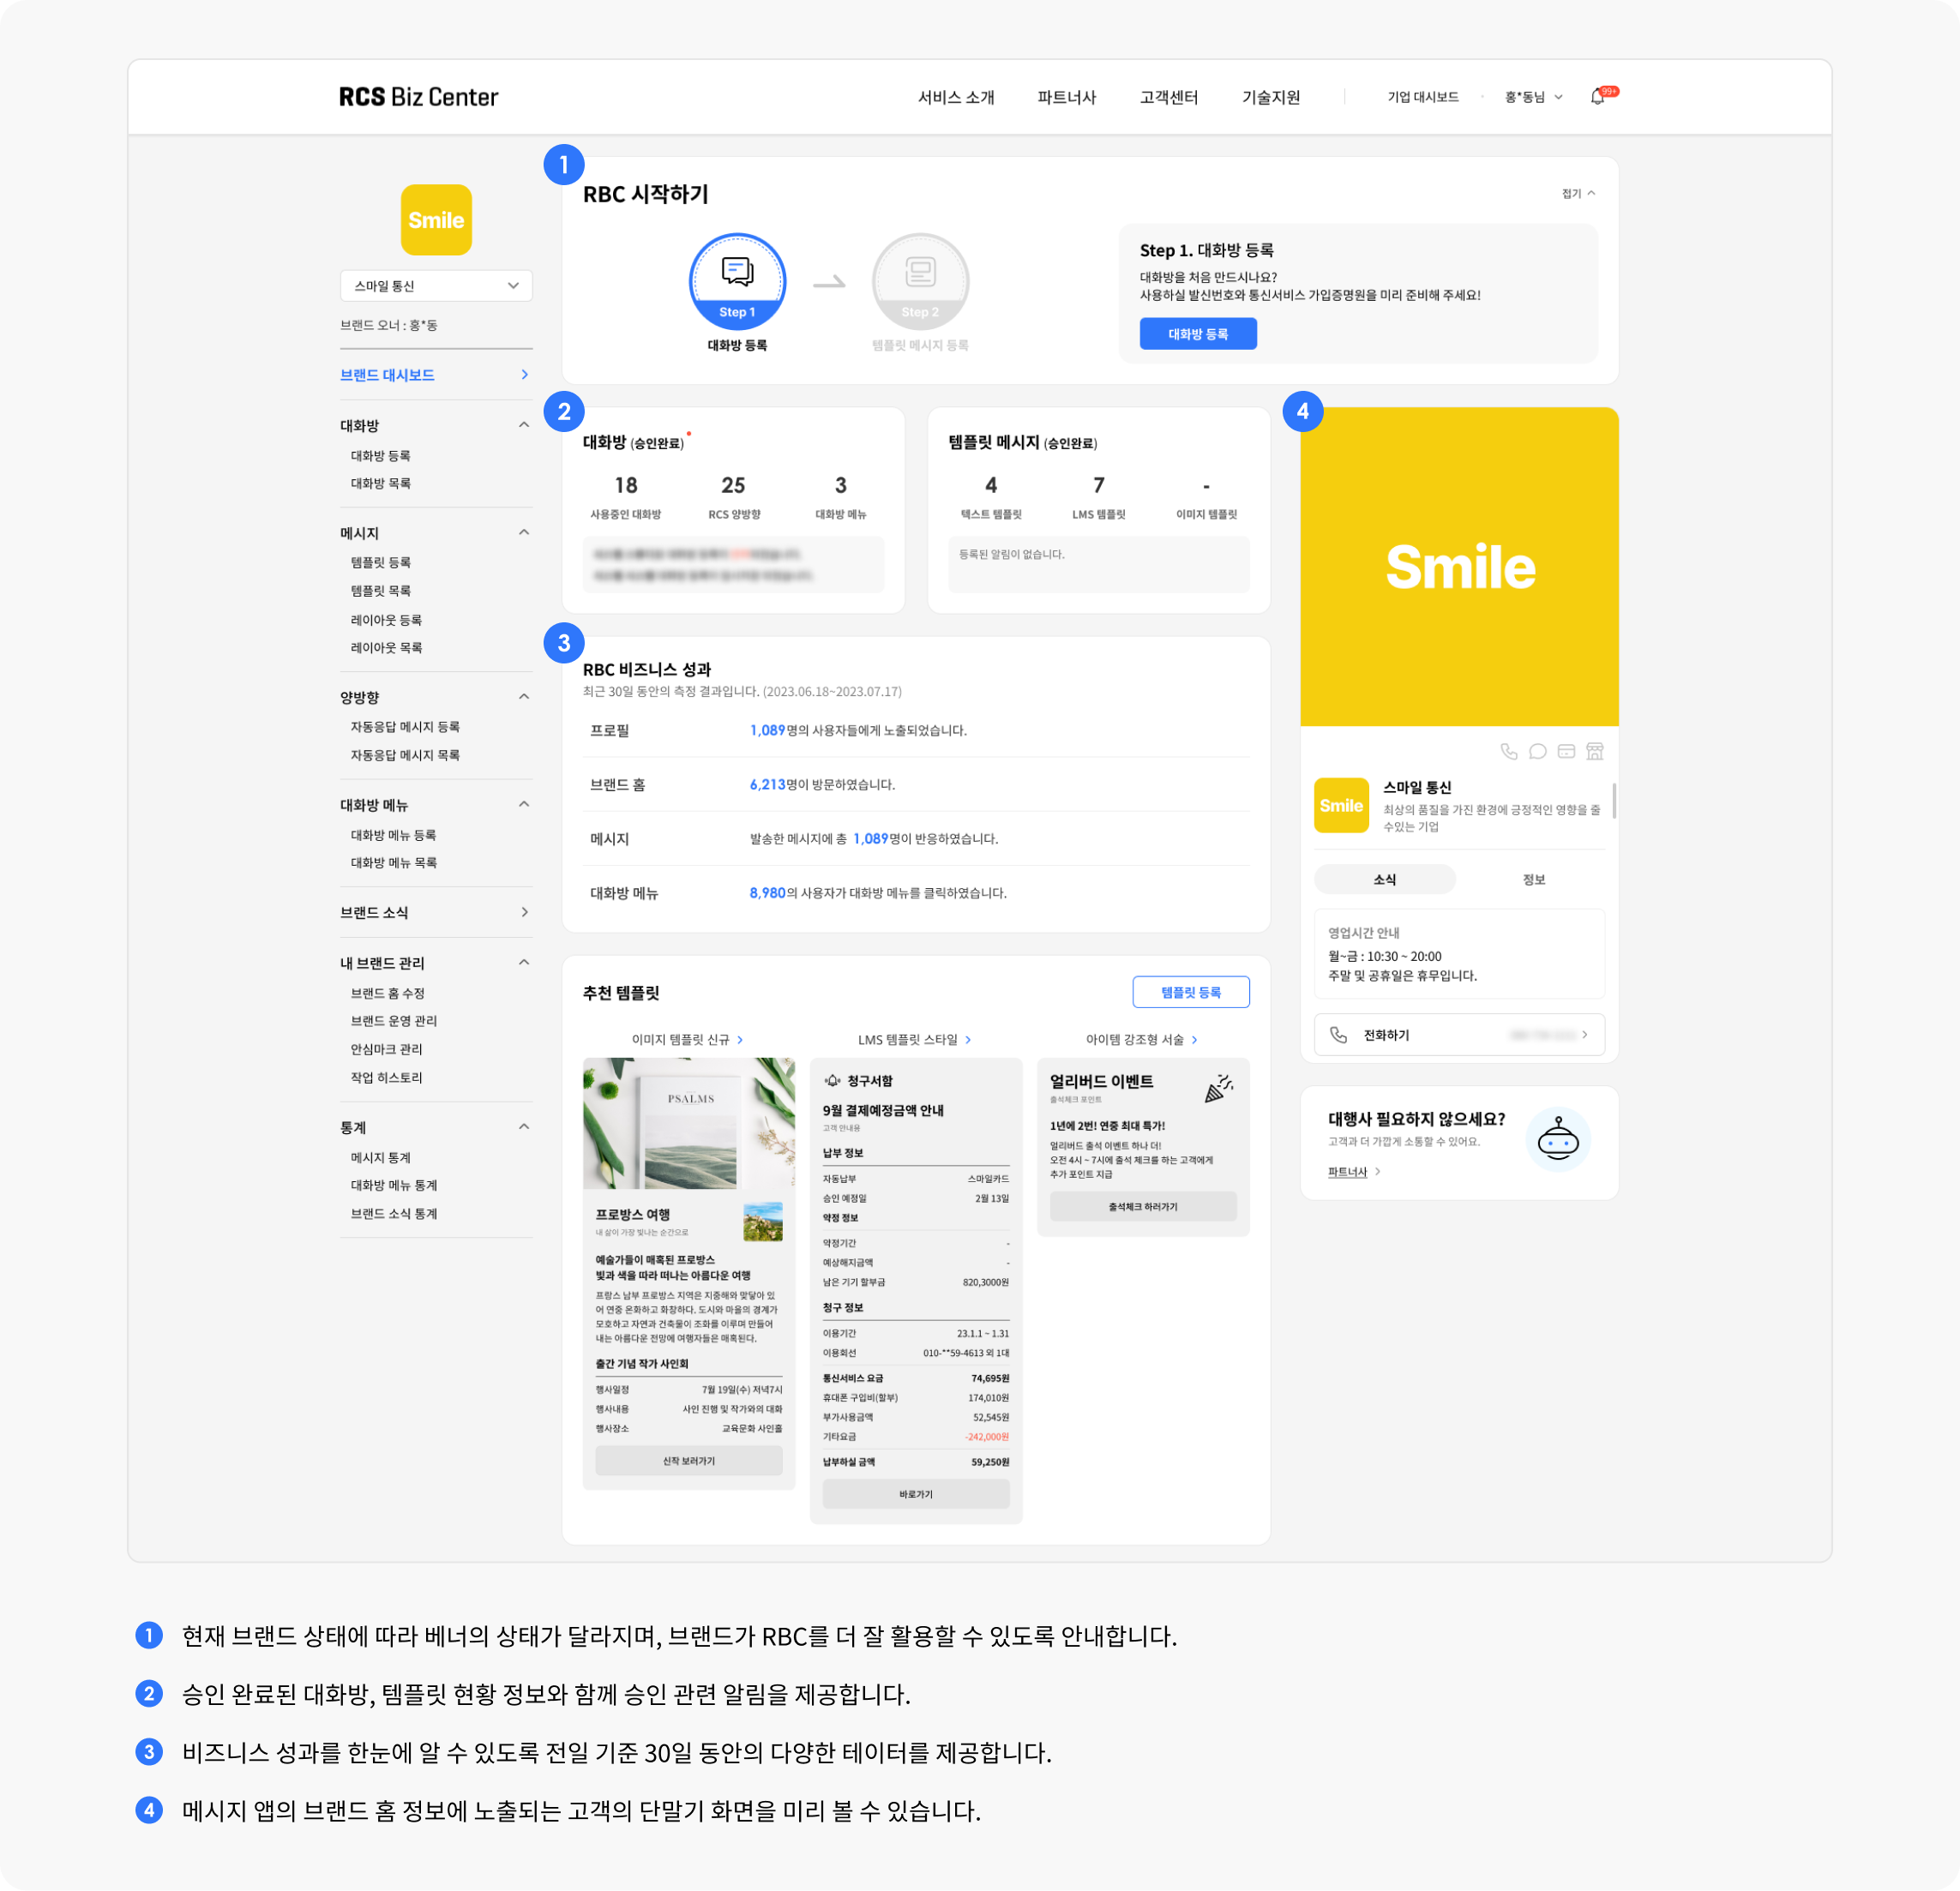 RCS Biz Center
서비스 소개
파트너사
고객센터
기술지원
기업 대시보드
홍*동님
99+
Smile
스마일 통신
브랜드 오너 : 홍*동
브랜드 대시보드
대화방
대화방 등록
대화방 목록
메시지
템플릿 등록
템플릿 목록
레이아웃 등록
레이아웃 목록
양방향
자동응답 메시지 등록
자동응답 메시지 목록
대화방 메뉴
대화방 메뉴 등록
대화방 메뉴 목록
브랜드 소식
내 브랜드 관리
브랜드 홈 수정
브랜드 운영 관리
안심마크 관리
작업 히스토리
통계
메시지 통계
대화방 메뉴 통계
브랜드 소식 통계
1
RBC 시작하기
접기
Step 1
대화방 등록
Step 2
템플릿 메시지 등록
Step 1. 대화방 등록
대화방을 처음 만드시나요?
사용하실 발신번호와 통신서비스 가입증명원을 미리 준비해 주세요!
대화방 등록
2
대화방 (승인완료)
18
25
3
사용중인 대화방
RCS 양방향
대화방 메뉴
템플릿 메시지 (승인완료)
4
7
-
텍스트 템플릿
LMS 템플릿
이미지 템플릿
등록된 알림이 없습니다.
3
RBC 비즈니스 성과
최근 30일 동안의 측정 결과입니다. (2023.06.18~2023.07.17)
프로필
1,089명의 사용자들에게 노출되었습니다.
브랜드 홈
6,213명이 방문하였습니다.
메시지
발송한 메시지에 총 1,089명이 반응하였습니다.
대화방 메뉴
8,980의 사용자가 대화방 메뉴를 클릭하였습니다.
추천 템플릿
템플릿 등록
이미지 템플릿 신규
PSALMS
프로방스 여행
내 삶이 가장 빛나는 순간으로
예술가들이 매혹된 프로방스
빛과 색을 따라 떠나는 아름다운 여행
프랑스 남부 프로방스 지역은 지중해와 맞닿아 있
어 연중 온화하고 화창하다. 도시와 마을의 경계가
모호하고 자연과 건축물이 조화를 이루며 만들어
내는 아름다운 전망에 여행자들은 매혹된다.
출간 기념 작가 사인회
행사일정 7월 19일(수) 저녁7시
행사내용 사인 진행 및 작가와의 대화
행사장소 교육문화 사인홀
신작 보러가기
LMS 템플릿 스타일
청구서함
9월 결제예정금액 안내
고객 안내용
납부 정보
자동납부 스마일카드
승인 예정일 2월 13일
약정 정보
약정기간 -
예상해지금액 -
남은 기기 할부금 820,3000원
청구 정보
이용기간 23.1.1 ~ 1.31
이용회선 010-**59-4613 외 1대
통신서비스 요금 74,695원
휴대폰 구입비(할부) 174,010원
부가사용금액 52,545원
기타요금 -242,000원
납부하실 금액 59,250원
바로가기
아이템 강조형 서술
얼리버드 이벤트
출석체크 포인트
1년에 2번! 연중 최대 특가!
얼리버드 출석 이벤트 하나 더!
오전 4시 ~ 7시에 출석 체크를 하는 고객에게
추가 포인트 지급
출석체크 하러가기
4
Smile
Smile
스마일 통신
최상의 품질을 가진 환경에 긍정적인 영향을 줄
수있는 기업
소식
정보
영업시간 안내
월~금 : 10:30 ~ 20:00
주말 및 공휴일은 휴무입니다.
전화하기
대행사 필요하지 않으세요?
고객과 더 가깝게 소통할 수 있어요.
파트너사
1 현재 브랜드 상태에 따라 베너의 상태가 달라지며, 브랜드가 RBC를 더 잘 활용할 수 있도록 안내합니다.
2 승인 완료된 대화방, 템플릿 현황 정보와 함께 승인 관련 알림을 제공합니다.
3 비즈니스 성과를 한눈에 알 수 있도록 전일 기준 30일 동안의 다양한 테이터를 제공합니다.
4 메시지 앱의 브랜드 홈 정보에 노출되는 고객의 단말기 화면을 미리 볼 수 있습니다.